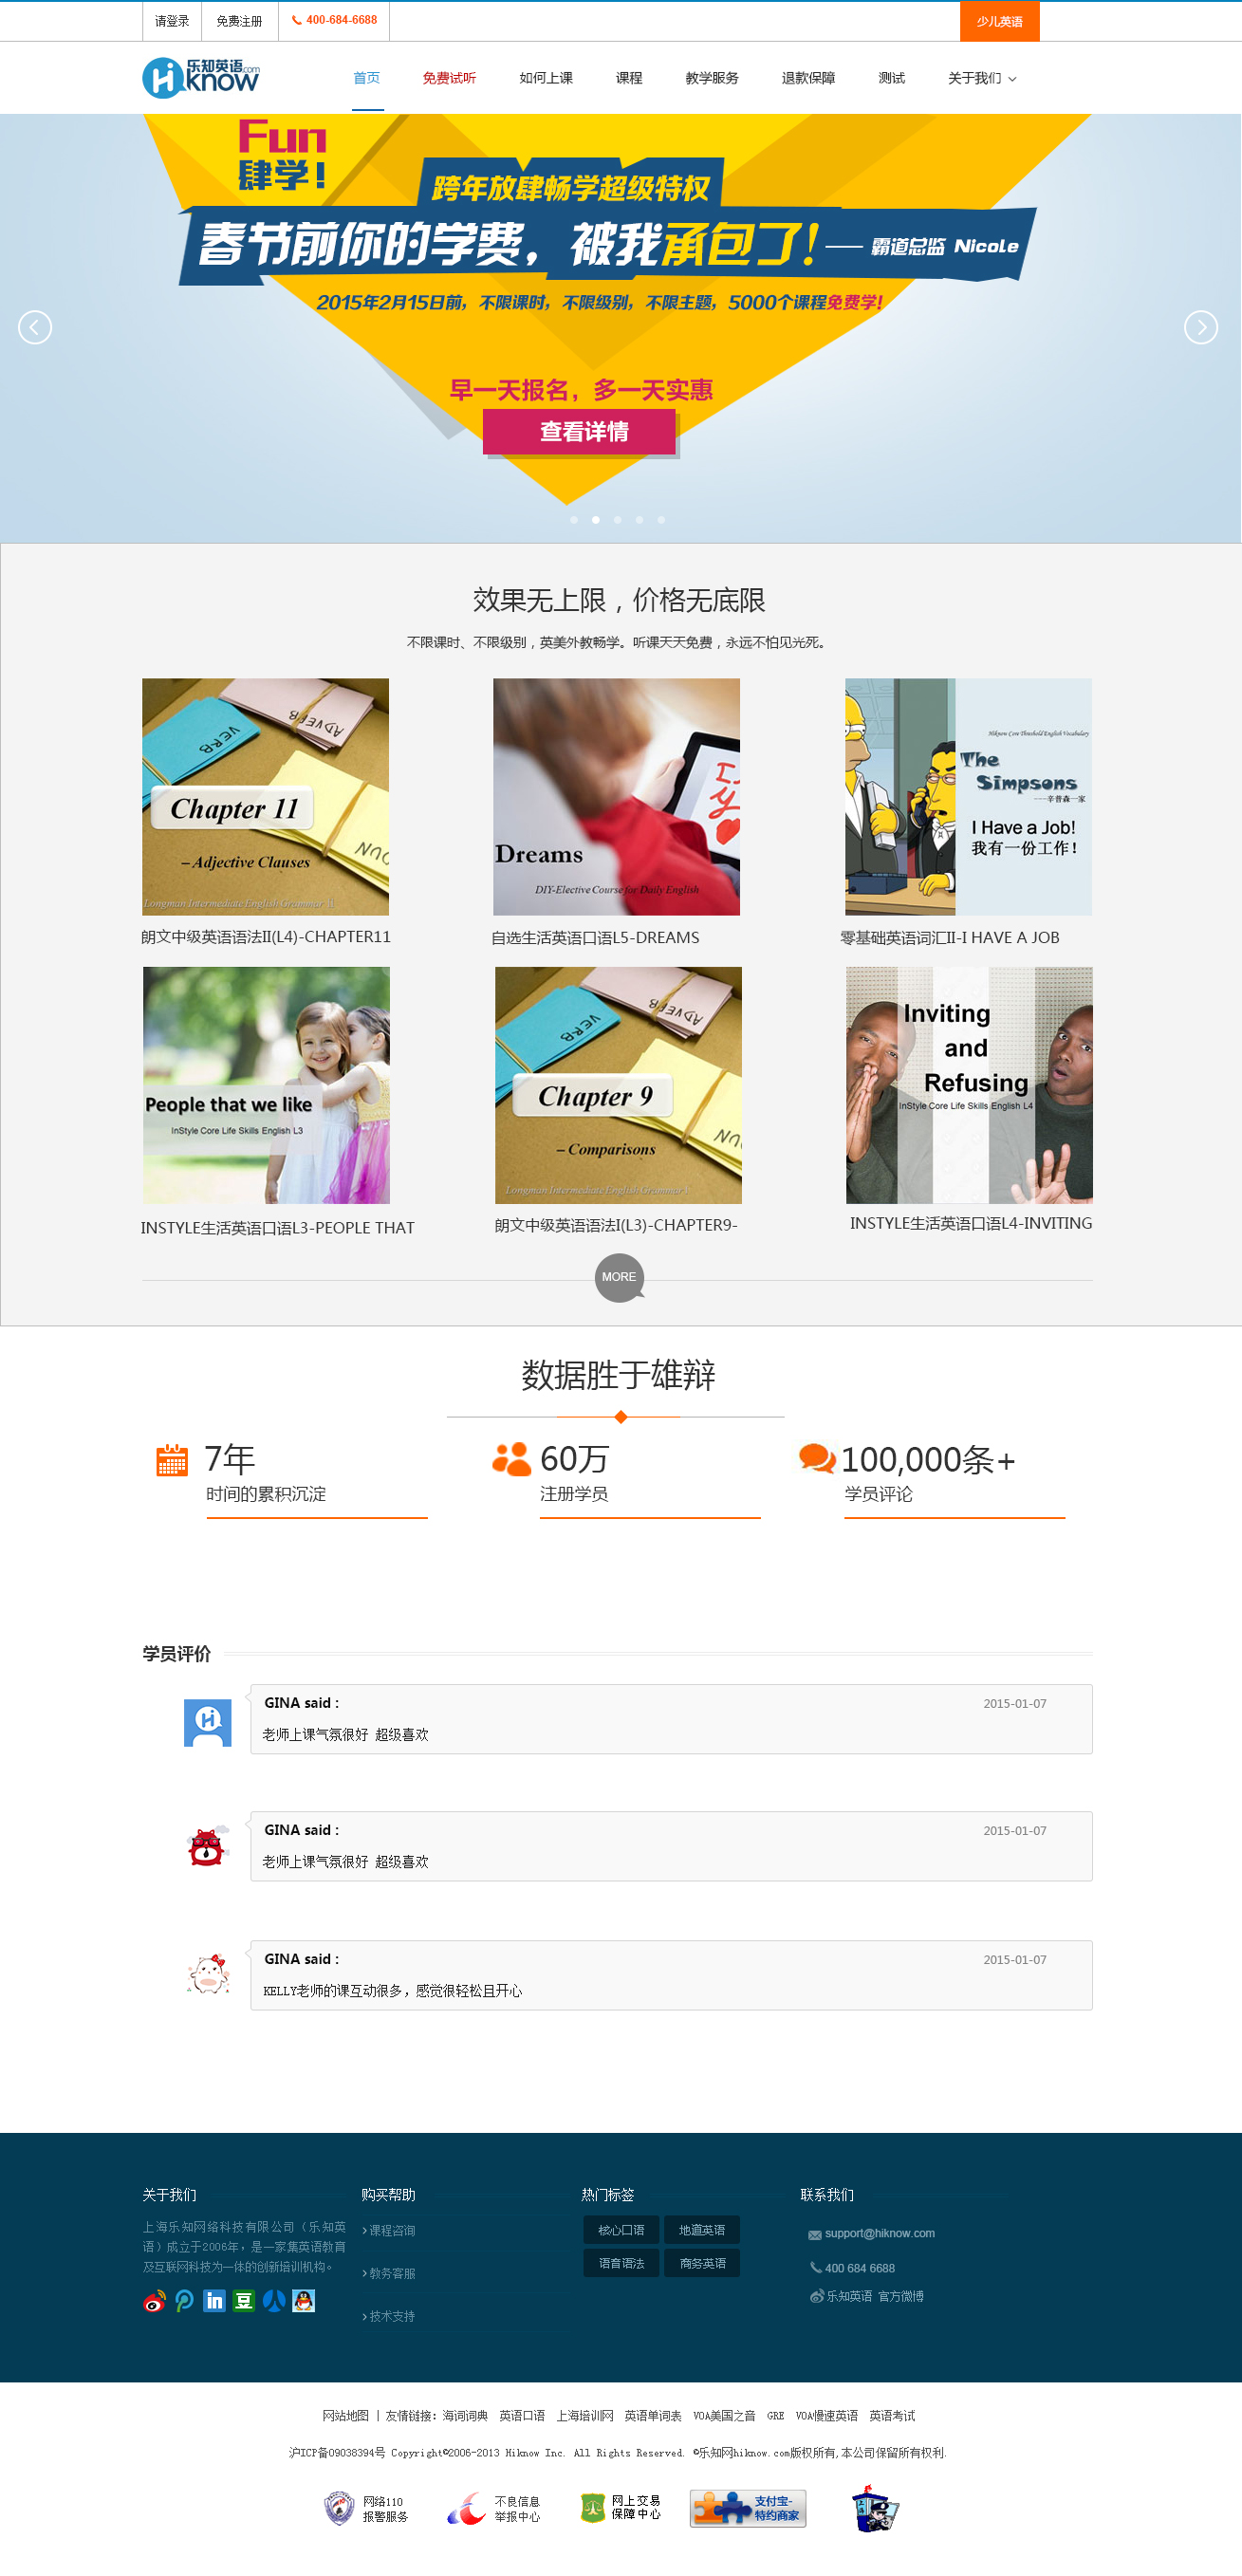 请登录 免费注册 400-684-6688 少儿英语
乐知英语.com
Hiknow
首页 免费试听 如何上课 课程 教学服务 退款保障 测试 关于我们
Fun
肆学!
跨年放肆畅学超级特权
春节前你的学费，被我承包了!—— 霸道总监 Nicole
2015年2月15日前，不限课时，不限级别，不限主题，5000个课程免费学!
早一天报名，多一天实惠
查看详情
效果无上限，价格无底限
不限课时、不限级别，英美外教畅学。听课天天免费，永远不怕见光死。
VERB
ADVERB
NOUN
Chapter 11
– Adjective Clauses
Longman Intermediate English Grammar II
Dreams
DIY-Elective Course for Daily English
Hiknow Core Threshold English Vocabulary
The
Simpsons
---辛普森一家
I Have a Job!
我有一份工作!
朗文中级英语语法II(L4)-CHAPTER11
自选生活英语口语L5-DREAMS
零基础英语词汇II-I HAVE A JOB
People that we like
InStyle Core Life Skills English L3
VERB
ADVERB
Chapter 9
– Comparisons
Longman Intermediate English Grammar I
Inviting
and
Refusing
InStyle Core Life Skills English L4
INSTYLE生活英语口语L3-PEOPLE THAT
朗文中级英语语法I(L3)-CHAPTER9-
INSTYLE生活英语口语L4-INVITING
MORE
数据胜于雄辩
7年 60万 100,000条+
时间的累积沉淀 注册学员 学员评论
学员评价
GINA said : 2015-01-07
老师上课气氛很好 超级喜欢
GINA said : 2015-01-07
老师上课气氛很好 超级喜欢
GINA said : 2015-01-07
KELLY老师的课互动很多，感觉很轻松且开心
关于我们 购买帮助 热门标签 联系我们
上海乐知网络科技有限公司（乐知英
语）成立于2006年，是一家集英语教育
及互联网科技为一体的创新培训机构。
课程咨询
教务客服
技术支持
核心口语 地道英语
语音语法 商务英语
support@hiknow.com
400 684 6688
乐知英语 官方微博
网站地图 | 友情链接: 海词词典 英语口语 上海培训网 英语单词表 VOA美国之音 GRE VOA慢速英语 英语考试
沪ICP备09038394号 Copyright©2006-2013 Hiknow Inc. All Rights Reserved. ©乐知网hiknow.com版权所有,本公司保留所有权利.
网络110
报警服务
不良信息
举报中心
网上交易
保障中心
支付宝-
特约商家